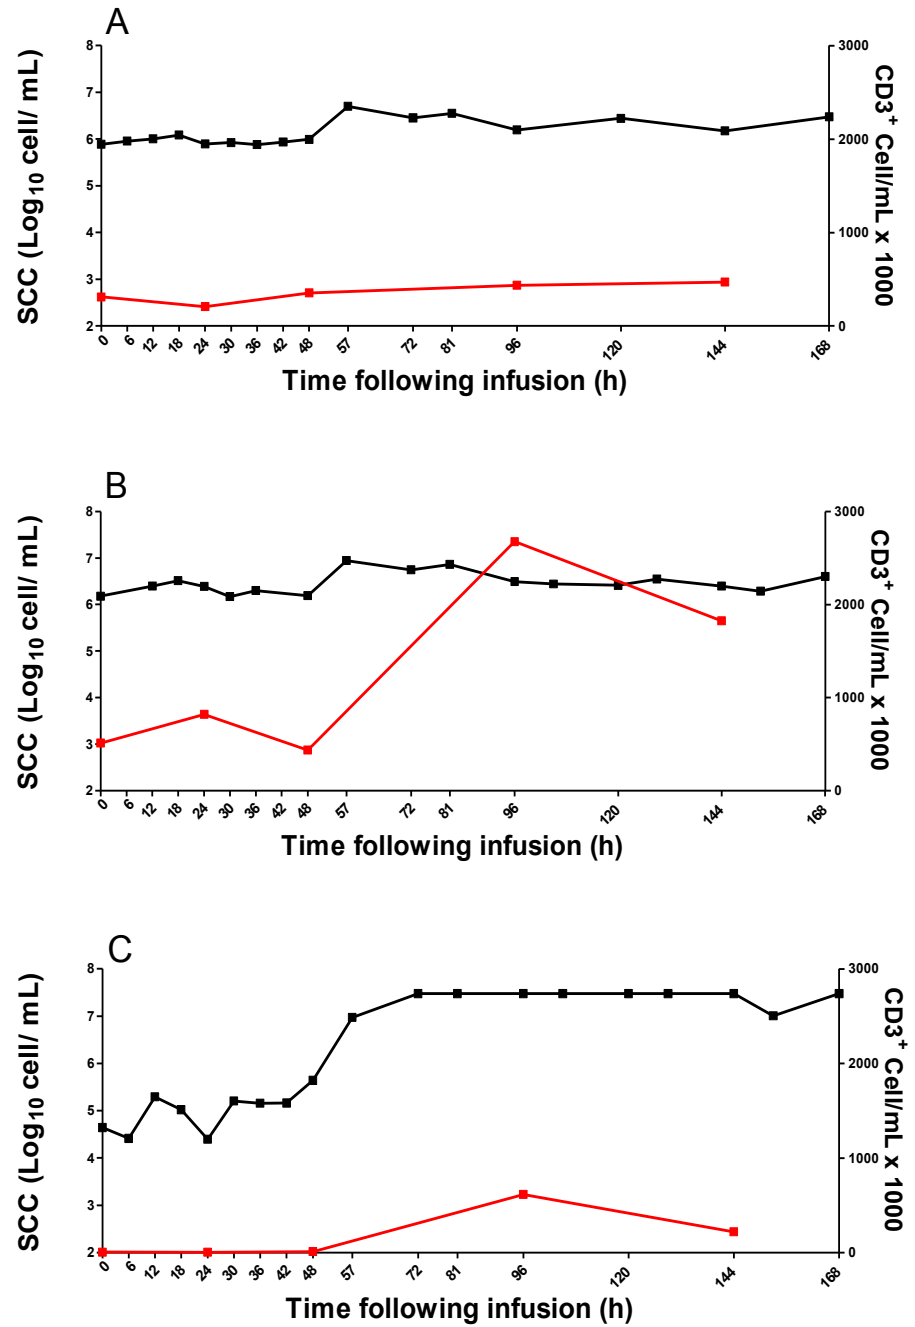 A
SCC (Log10 cell/ mL)
8
7
6
5
4
3
2
3000
2000
1000
0
CD3+ Cell/mL x 1000
0 6 12 18 24 30 36 42 48 57 72 81 96 120 144 168
Time following infusion (h)
B
SCC (Log10 cell/ mL)
8
7
6
5
4
3
2
3000
2000
1000
0
CD3+ Cell/mL x 1000
0 6 12 18 24 30 36 42 48 57 72 81 96 120 144 168
Time following infusion (h)
C
SCC (Log10 cell/ mL)
8
7
6
5
4
3
2
3000
2000
1000
0
CD3+ Cell/mL x 1000
0 6 12 18 24 30 36 42 48 57 72 81 96 120 144 168
Time following infusion (h)